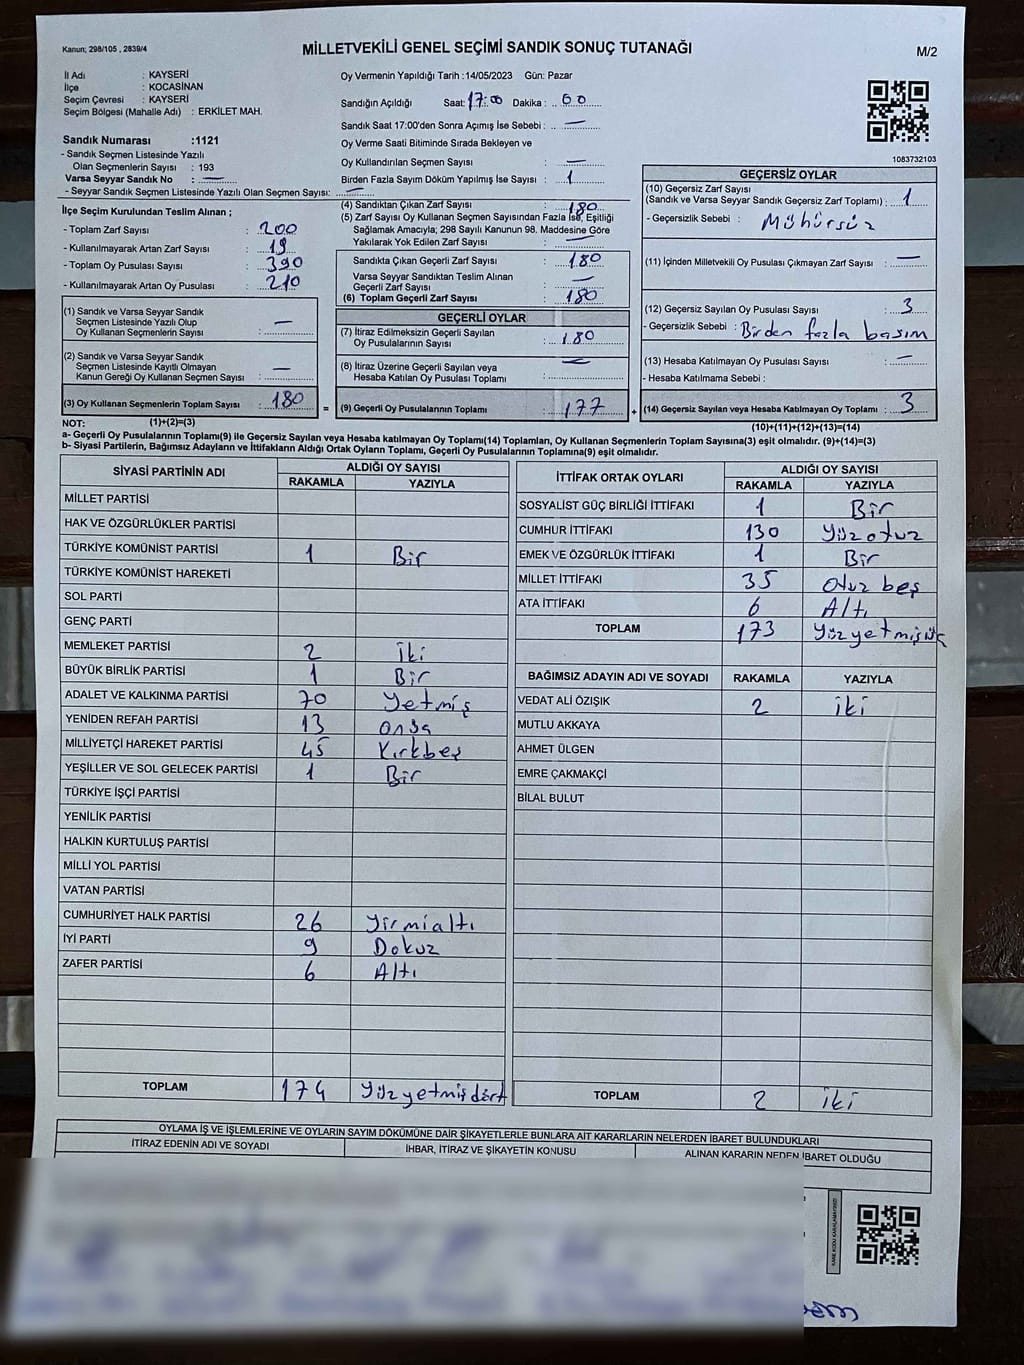 Kanun; 298/105 , 2839/4
MİLLETVEKİLİ GENEL SEÇİMİ SANDIK SONUÇ TUTANAĞI
M/2
İl Adı : KAYSERİ
İlçe : KOCASİNAN
Seçim Çevresi : KAYSERİ
Seçim Bölgesi (Mahalle Adı) : ERKİLET MAH.
Sandık Numarası :1121
- Sandık Seçmen Listesinde Yazılı
Olan Seçmenlerin Sayısı : 193
Varsa Seyyar Sandık No : —
- Seyyar Sandık Seçmen Listesinde Yazılı Olan Seçmen Sayısı: —
Oy Vermenin Yapıldığı Tarih :14/05/2023 Gün: Pazar
Sandığın Açıldığı Saat: 17:00 Dakika : 00
Sandık Saat 17:00'den Sonra Açımış İse Sebebi : —
Oy Verme Saati Bitiminde Sırada Bekleyen ve
Oy Kullandırılan Seçmen Sayısı : —
Birden Fazla Sayım Döküm Yapılmış İse Sayısı : 1
1083732103
İlçe Seçim Kurulundan Teslim Alınan ;
- Toplam Zarf Sayısı : 200
- Kullanılmayarak Artan Zarf Sayısı : 19
- Toplam Oy Pusulası Sayısı : 390
- Kullanılmayarak Artan Oy Pusulası : 210
(4) Sandıktan Çıkan Zarf Sayısı : 180
(5) Zarf Sayısı Oy Kullanan Seçmen Sayısından Fazla İse, Eşitliği
Sağlamak Amacıyla; 298 Sayılı Kanunun 98. Maddesine Göre
Yakılarak Yok Edilen Zarf Sayısı : —
Sandıkta Çıkan Geçerli Zarf Sayısı : 180
Varsa Seyyar Sandıktan Teslim Alınan
Geçerli Zarf Sayısı : —
(6) Toplam Geçerli Zarf Sayısı : 180
GEÇERSİZ OYLAR
(10) Geçersiz Zarf Sayısı
(Sandık ve Varsa Seyyar Sandık Geçersiz Zarf Toplamı) : 1
- Geçersizlik Sebebi : Mühürsüz
(11) İçinden Milletvekili Oy Pusulası Çıkmayan Zarf Sayısı : —
(12) Geçersiz Sayılan Oy Pusulası Sayısı : 3
- Geçersizlik Sebebi : Birden fazla basım
(13) Hesaba Katılmayan Oy Pusulası Sayısı : —
- Hesaba Katılmama Sebebi :
(14) Geçersiz Sayılan veya Hesaba Katılmayan Oy Toplamı : 3
(10)+(11)+(12)+(13)=(14)
(1) Sandık ve Varsa Seyyar Sandık
Seçmen Listesinde Yazılı Olup
Oy Kullanan Seçmenlerin Sayısı : —
(2) Sandık ve Varsa Seyyar Sandık
Seçmen Listesinde Kayıtlı Olmayan
Kanun Gereği Oy Kullanan Seçmen Sayısı : —
(3) Oy Kullanan Seçmenlerin Toplam Sayısı : 180
(1)+(2)=(3)
GEÇERLİ OYLAR
(7) İtiraz Edilmeksizin Geçerli Sayılan
Oy Pusulalarının Sayısı : 180
(8) İtiraz Üzerine Geçerli Sayılan veya
Hesaba Katılan Oy Pusulası Toplamı : —
= (9) Geçerli Oy Pusulalarının Toplamı : 177 +
NOT:
a- Geçerli Oy Pusulalarının Toplamı(9) ile Geçersiz Sayılan veya Hesaba katılmayan Oy Toplamı(14) Toplamları, Oy Kullanan Seçmenlerin Toplam Sayısına(3) eşit olmalıdır. (9)+(14)=(3)
b- Siyasi Partilerin, Bağımsız Adayların ve İttifakların Aldığı Ortak Oyların Toplamı, Geçerli Oy Pusulalarının Toplamına(9) eşit olmalıdır.
SİYASİ PARTİNİN ADI ALDIĞI OY SAYISI
RAKAMLA YAZIYLA
MİLLET PARTİSİ
HAK VE ÖZGÜRLÜKLER PARTİSİ
TÜRKİYE KOMÜNİST PARTİSİ 1 Bir
TÜRKİYE KOMÜNİST HAREKETİ
SOL PARTİ
GENÇ PARTİ
MEMLEKET PARTİSİ 2 İki
BÜYÜK BİRLİK PARTİSİ 1 Bir
ADALET VE KALKINMA PARTİSİ 70 Yetmiş
YENİDEN REFAH PARTİSİ 13 Onüç
MİLLİYETÇİ HAREKET PARTİSİ 45 Kırkbeş
YEŞİLLER VE SOL GELECEK PARTİSİ 1 Bir
TÜRKİYE İŞÇİ PARTİSİ
YENİLİK PARTİSİ
HALKIN KURTULUŞ PARTİSİ
MİLLİ YOL PARTİSİ
VATAN PARTİSİ
CUMHURİYET HALK PARTİSİ 26 Yirmialtı
İYİ PARTİ 9 Dokuz
ZAFER PARTİSİ 6 Altı
TOPLAM 174 Yüzyetmişdört
İTTİFAK ORTAK OYLARI ALDIĞI OY SAYISI
RAKAMLA YAZIYLA
SOSYALİST GÜÇ BİRLİĞİ İTTİFAKI 1 Bir
CUMHUR İTTİFAKI 130 Yüzotuz
EMEK VE ÖZGÜRLÜK İTTİFAKI 1 Bir
MİLLET İTTİFAKI 35 Otuz beş
ATA İTTİFAKI 6 Altı
TOPLAM 173 Yüzyetmişüç
BAĞIMSIZ ADAYIN ADI VE SOYADI RAKAMLA YAZIYLA
VEDAT ALİ ÖZIŞIK 2 iki
MUTLU AKKAYA
AHMET ÜLGEN
EMRE ÇAKMAKÇİ
BİLAL BULUT
TOPLAM 2 iki
OYLAMA İŞ VE İŞLEMLERİNE VE OYLARIN SAYIM DÖKÜMÜNE DAİR ŞİKAYETLERLE BUNLARA AİT KARARLARIN NELERDEN İBARET BULUNDUKLARI
İTİRAZ EDENİN ADI VE SOYADI İHBAR, İTİRAZ VE ŞİKAYETİN KONUSU ALINAN KARARIN NEDEN İBARET OLDUĞU